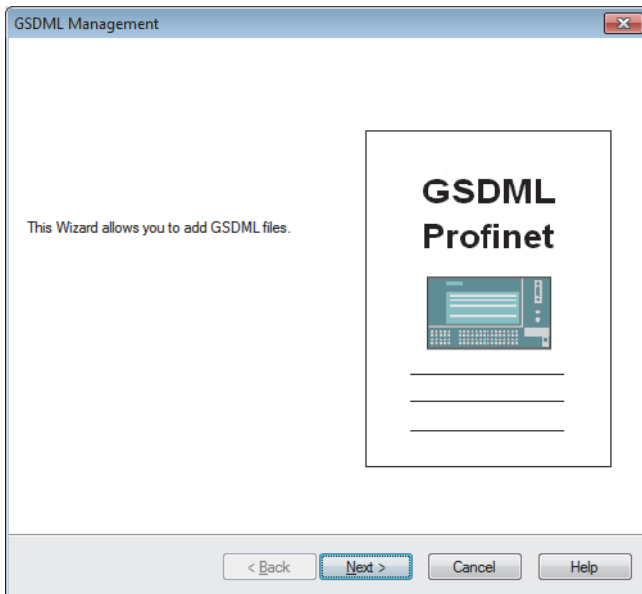 GSDML Management
This Wizard allows you to add GSDML files.
GSDML
Profinet
< Back
Next >
Cancel
Help